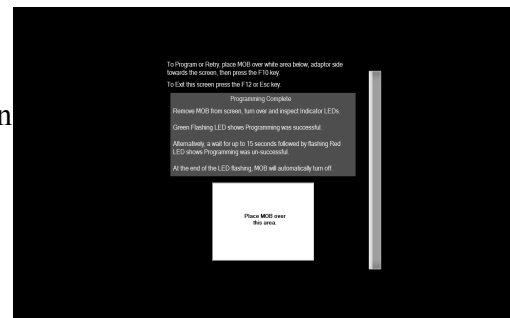 To Program or Retry, place MOB over white area below, adaptor side
towards the screen, then press the F10 key.
To Exit this screen press the F12 or Esc key.
Programming Complete
Remove MOB from screen, turn over and inspect Indicator LEDs.
n
Green Flashing LED shows Programming was successful.
Alternatively, a wait for up to 15 seconds followed by flashing Red
LED shows Programming was un-successful.
At the end of the LED flashing, MOB will automatically turn off.
Place MOB over
this area.